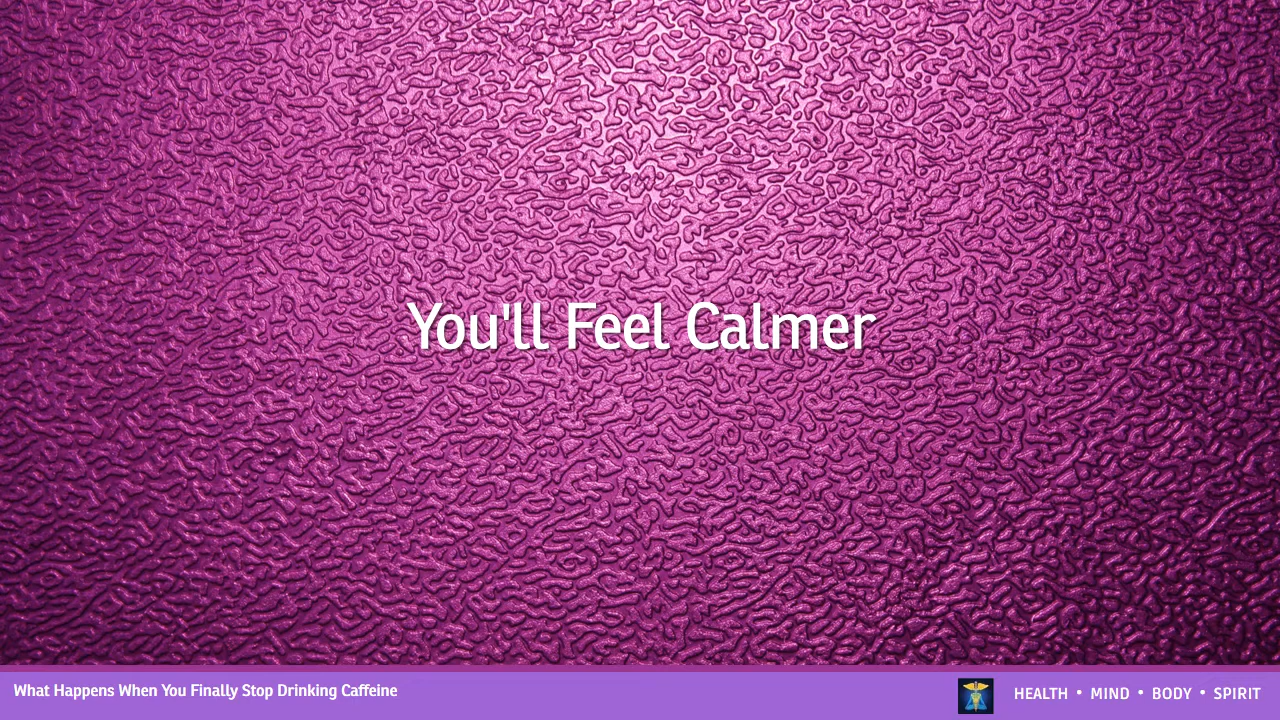 You'll Feel Calmer
What Happens When You Finally Stop Drinking Caffeine
HEALTH • MIND • BODY • SPIRIT